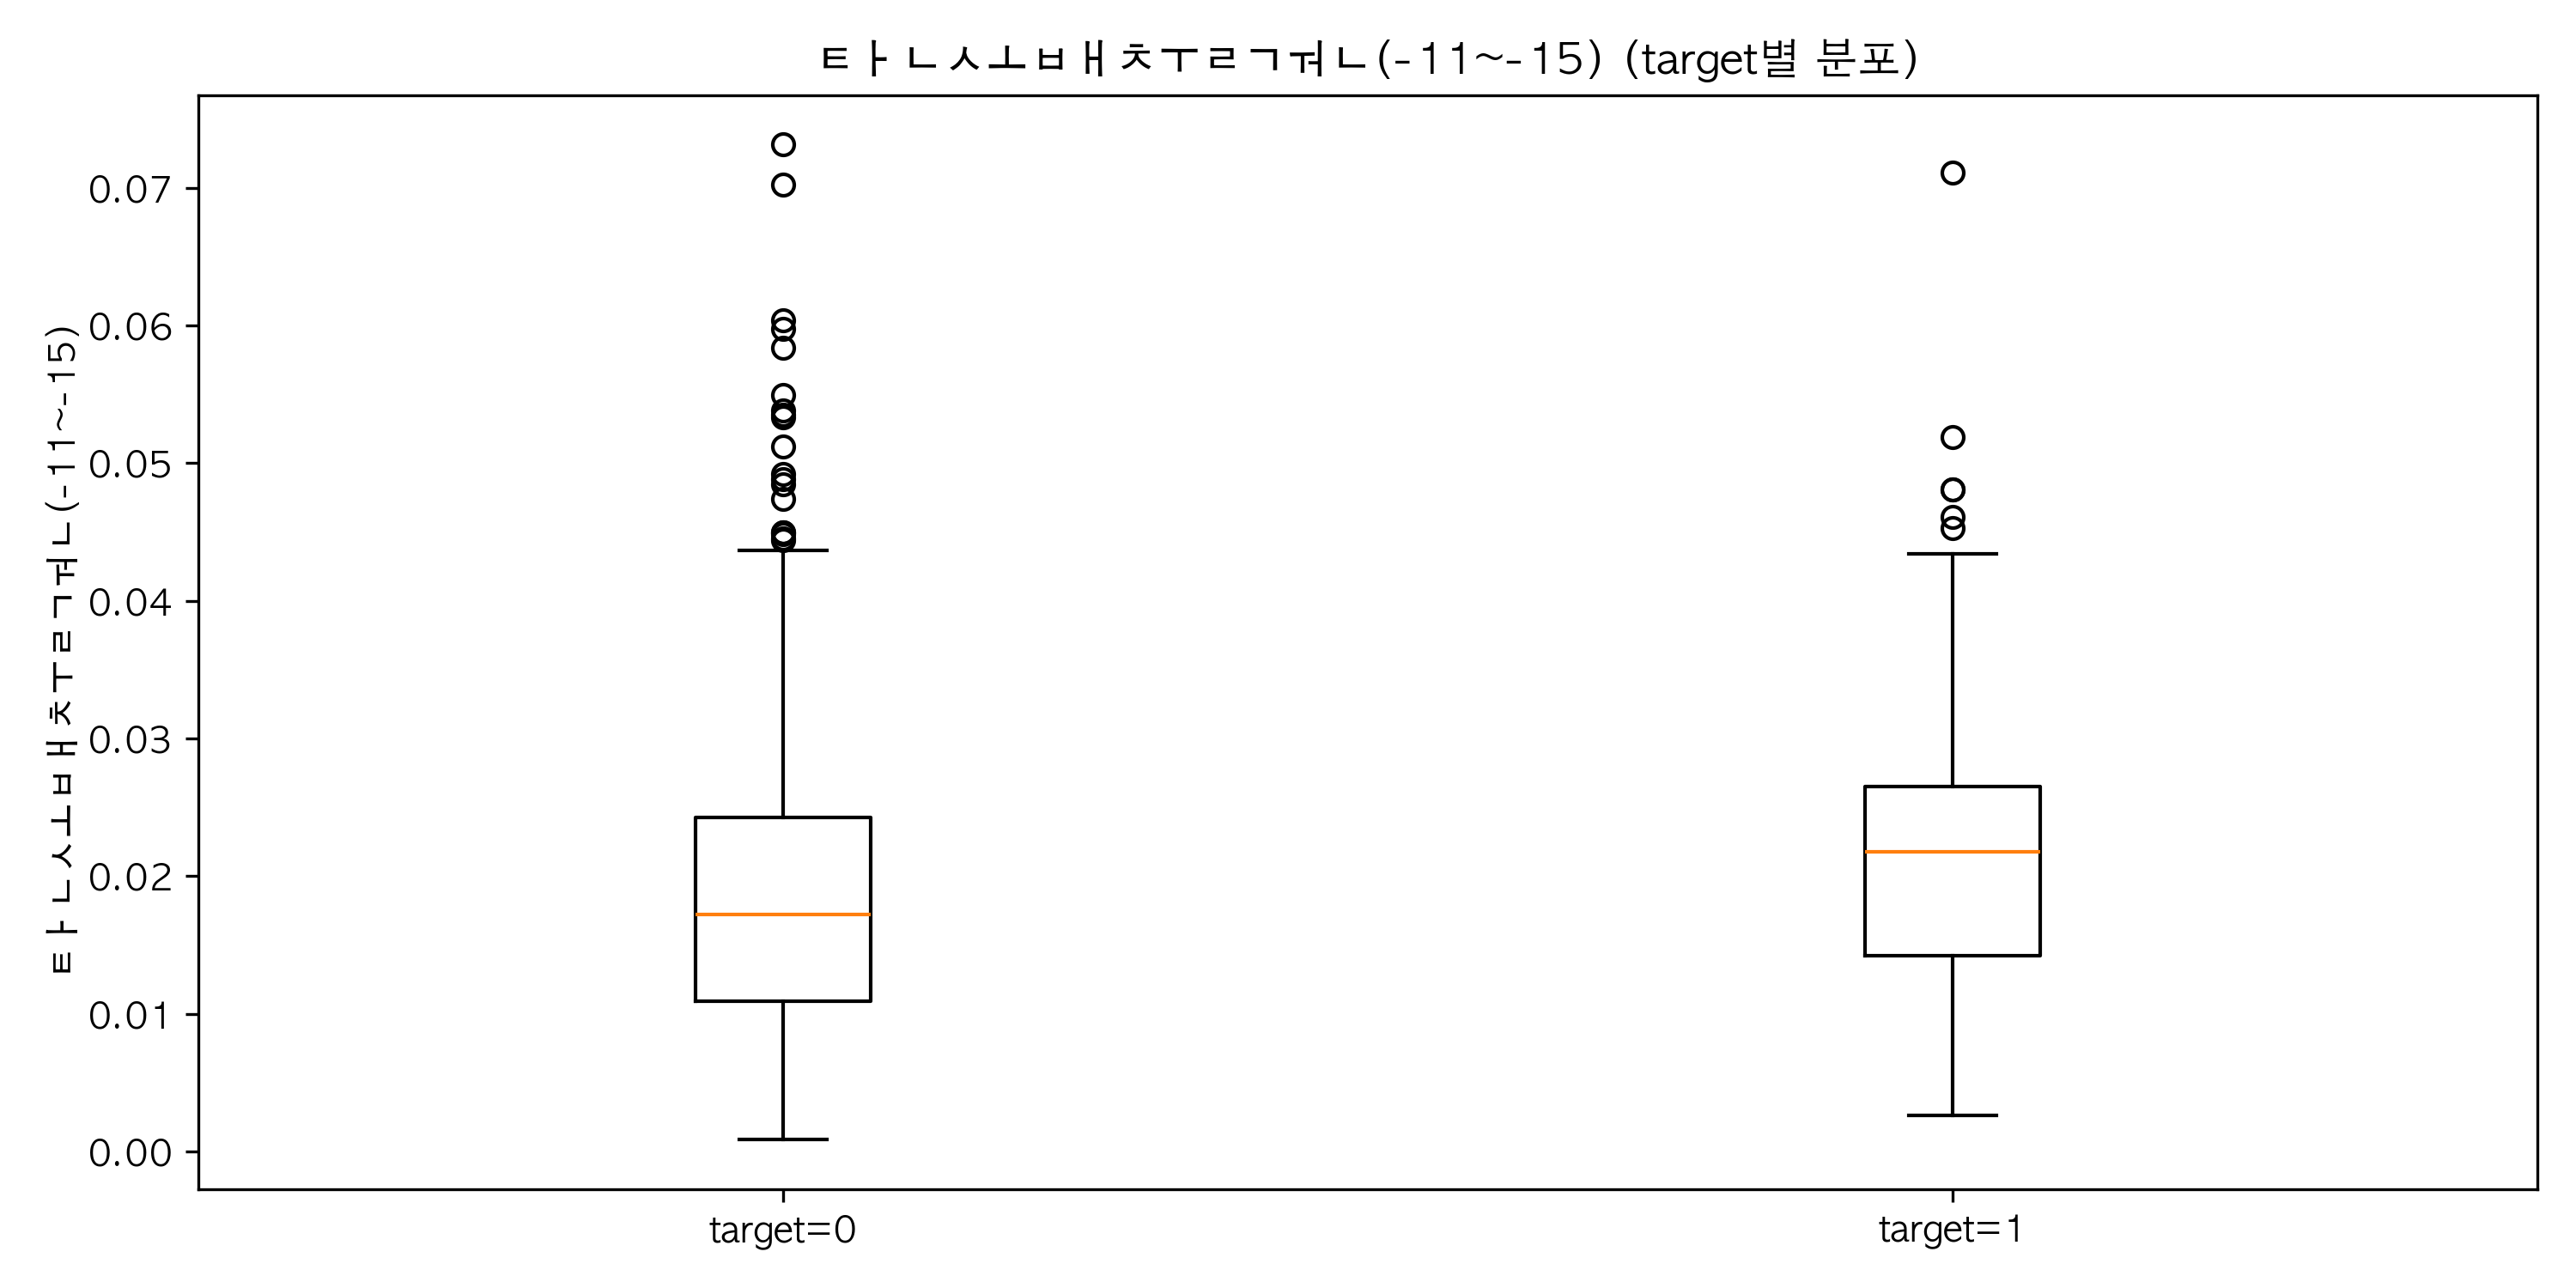 ㅌㅏㄴㅅㅗㅂㅐㅊㅜㄹㄱㅝㄴ(-11~-15) (target별 분포)
ㅌㅏㄴㅅㅗㅂㅐㅊㅜㄹㄱㅝㄴ(-11~-15)
0.07
0.06
0.05
0.04
0.03
0.02
0.01
0.00
target=0
target=1